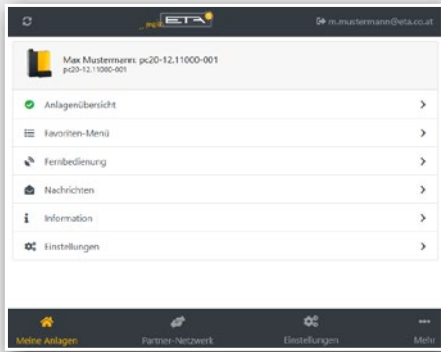 mein ETA
m.mustermann@eta.co.at
Max Mustermann: pc20-12.11000-001
pc20-12.11000-001
Anlagenübersicht
Favoriten-Menü
Fernbedienung
Nachrichten
Information
Einstellungen
Meine Anlagen Partner-Netzwerk Einstellungen Mehr